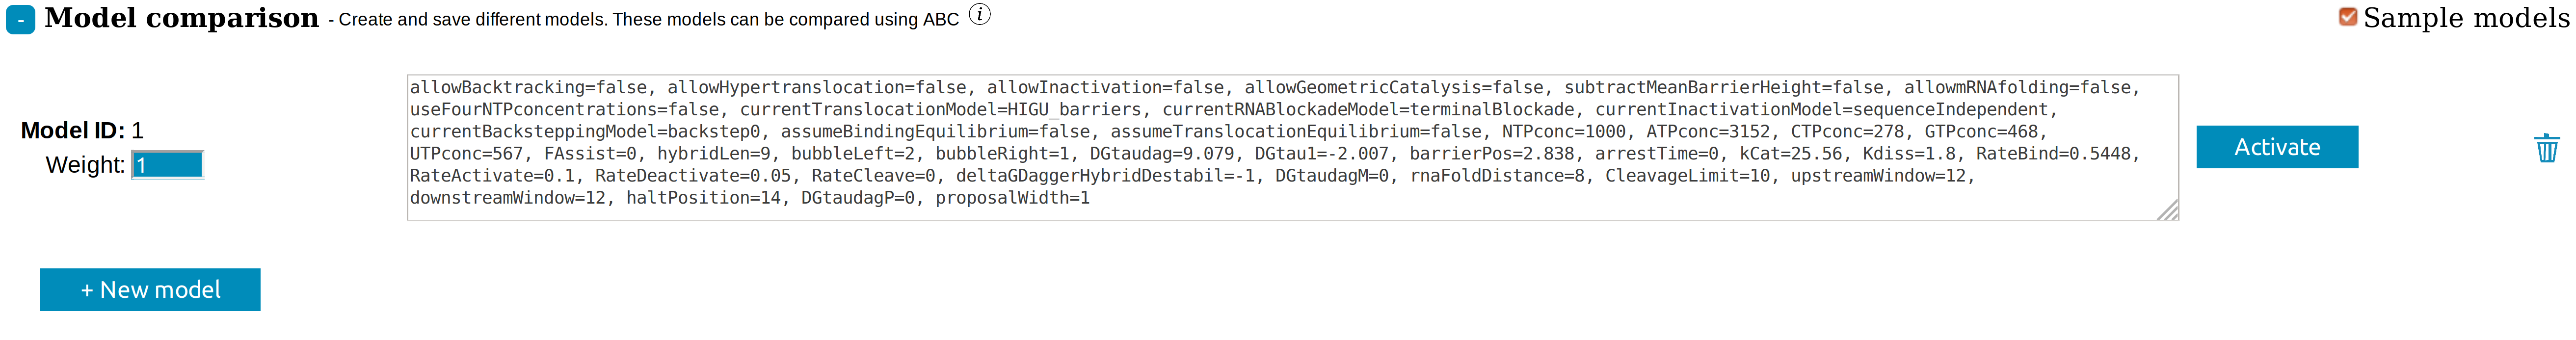 - Model comparison - Create and save different models. These models can be compared using ABC i Sample models
allowBacktracking=false, allowHypertranslocation=false, allowInactivation=false, allowGeometricCatalysis=false, subtractMeanBarrierHeight=false, allowmRNAfolding=false,
useFourNTPconcentrations=false, currentTranslocationModel=HIGU_barriers, currentRNABlockadeModel=terminalBlockade, currentInactivationModel=sequenceIndependent,
Model ID: 1
currentBacksteppingModel=backstep0, assumeBindingEquilibrium=false, assumeTranslocationEquilibrium=false, NTPconc=1000, ATPconc=3152, CTPconc=278, GTPconc=468,
UTPconc=567, FAssist=0, hybridLen=9, bubbleLeft=2, bubbleRight=1, DGtaudag=9.079, DGtau1=-2.007, barrierPos=2.838, arrestTime=0, kCat=25.56, Kdiss=1.8, RateBind=0.5448,
Weight: 1
RateActivate=0.1, RateDeactivate=0.05, RateCleave=0, deltaGDaggerHybridDestabil=-1, DGtaudagM=0, rnaFoldDistance=8, CleavageLimit=10, upstreamWindow=12,
downstreamWindow=12, haltPosition=14, DGtaudagP=0, proposalWidth=1
Activate
+ New model